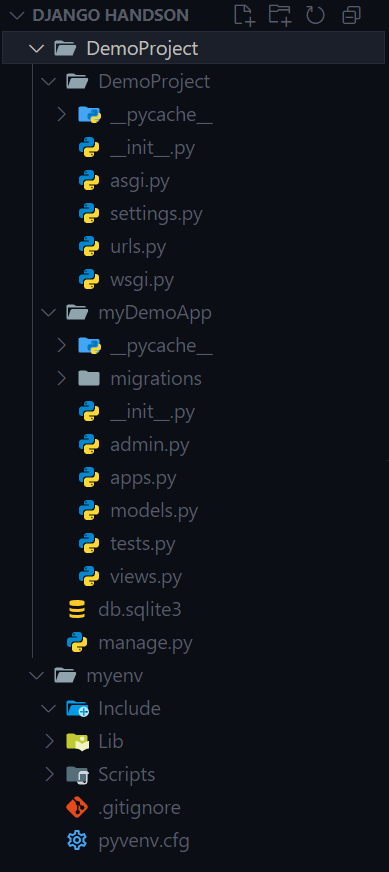 DJANGO HANDSON
DemoProject
DemoProject
__pycache__
__init__.py
asgi.py
settings.py
urls.py
wsgi.py
myDemoApp
__pycache__
migrations
__init__.py
admin.py
apps.py
models.py
tests.py
views.py
db.sqlite3
manage.py
myenv
Include
Lib
Scripts
.gitignore
pyvenv.cfg